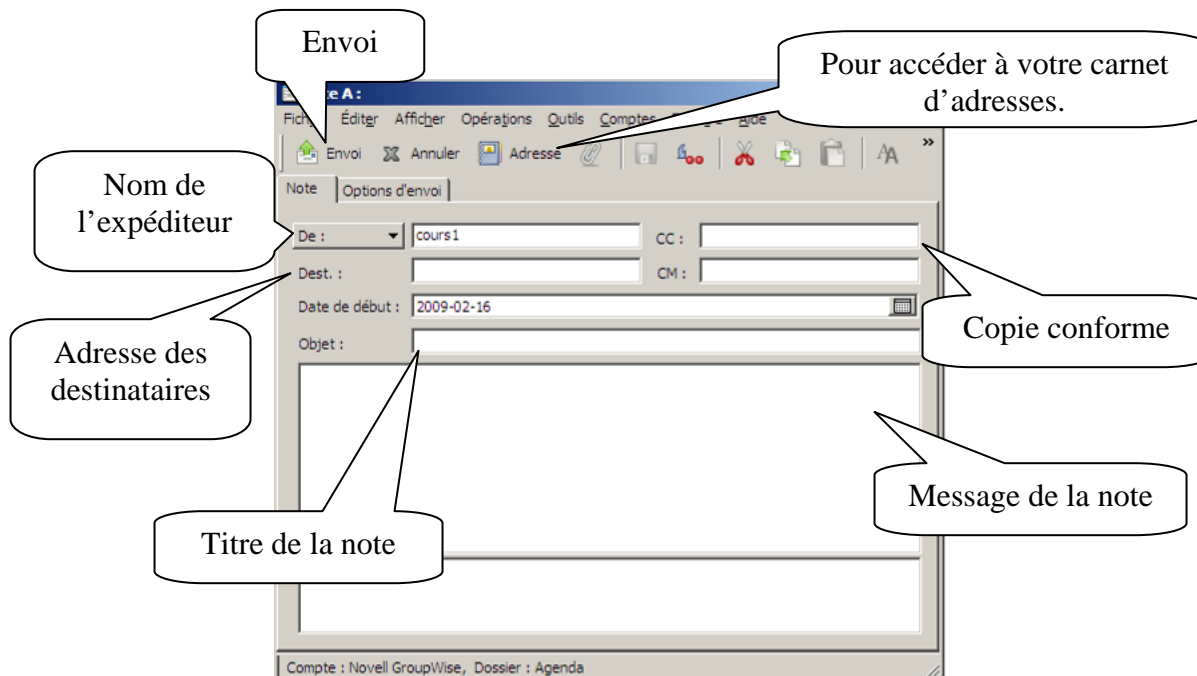 Envoi
Pour accéder à votre carnet
d’adresses.
A :
Éditer Afficher Opérations Outils Comptes Aide
Envoi Annuler Adresse
Note Options d'envoi
Nom de
l’expéditeur
De : cours1 CC :
Dest. : CM :
Date de début : 2009-02-16
Objet :
Copie conforme
Adresse des
destinataires
Message de la note
Titre de la note
Compte : Novell GroupWise, Dossier : Agenda